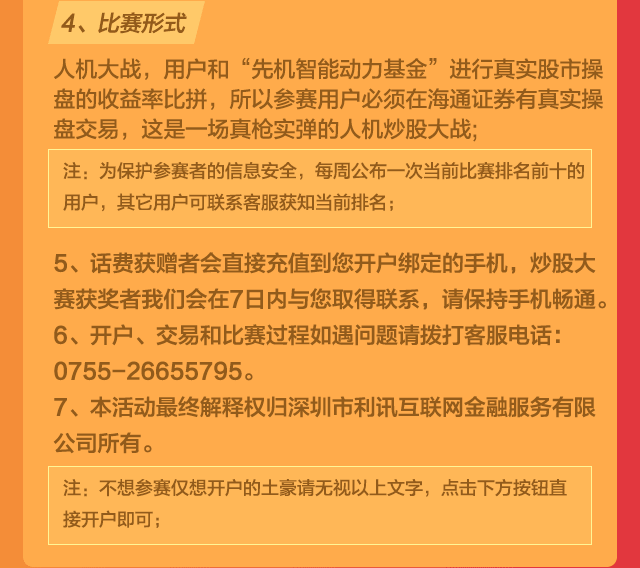 4、比赛形式
人机大战，用户和“先机智能动力基金”进行真实股市操
盘的收益率比拼，所以参赛用户必须在海通证券有真实操
盘交易，这是一场真枪实弹的人机炒股大战;
注：为保护参赛者的信息安全，每周公布一次当前比赛排名前十的
用户，其它用户可联系客服获知当前排名；
5、话费获赠者会直接充值到您开户绑定的手机，炒股大
赛获奖者我们会在7日内与您取得联系，请保持手机畅通。
6、开户、交易和比赛过程如遇问题请拨打客服电话：
0755-26655795。
7、本活动最终解释权归深圳市利讯互联网金融服务有限
公司所有。
注：不想参赛仅想开户的土豪请无视以上文字，点击下方按钮直
接开户即可；